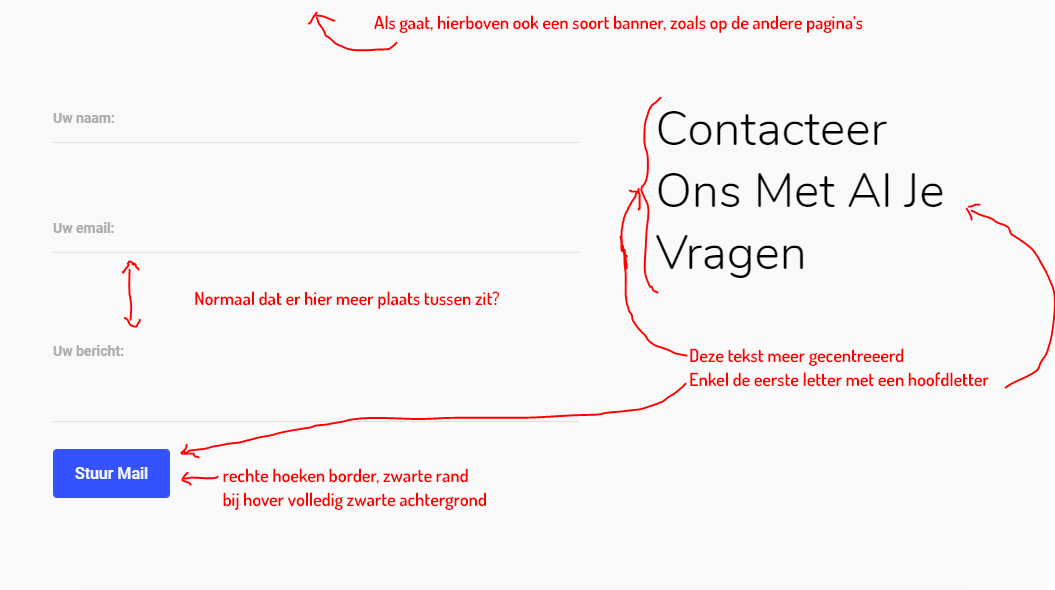 Als gaat, hierboven ook een soort banner, zoals op de andere pagina's
Uw naam:
Contacteer
Ons Met Al Je
Vragen
Uw email:
Normaal dat er hier meer plaats tussen zit?
Uw bericht:
Deze tekst meer gecentreeerd
Enkel de eerste letter met een hoofdletter
Stuur Mail
rechte hoeken border, zwarte rand
bij hover volledig zwarte achtergrond